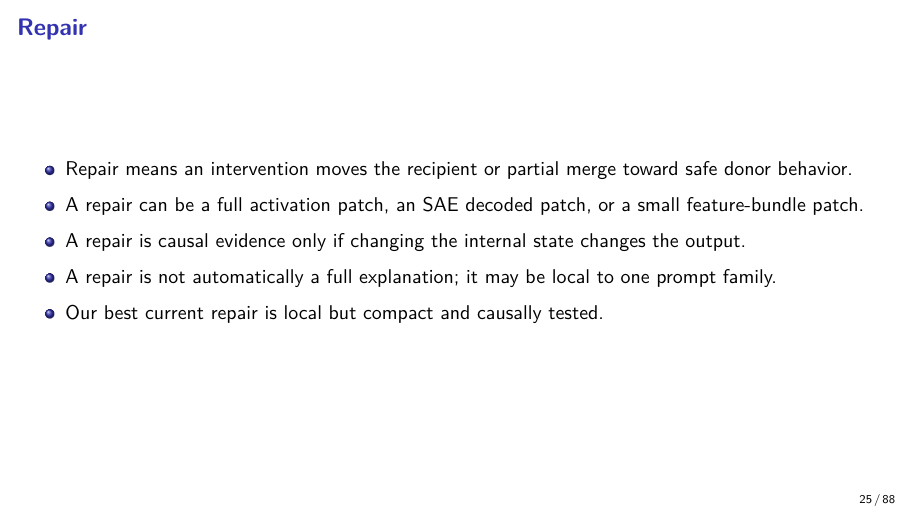 Repair
Repair means an intervention moves the recipient or partial merge toward safe donor behavior.
A repair can be a full activation patch, an SAE decoded patch, or a small feature-bundle patch.
A repair is causal evidence only if changing the internal state changes the output.
A repair is not automatically a full explanation; it may be local to one prompt family.
Our best current repair is local but compact and causally tested.
25 / 88